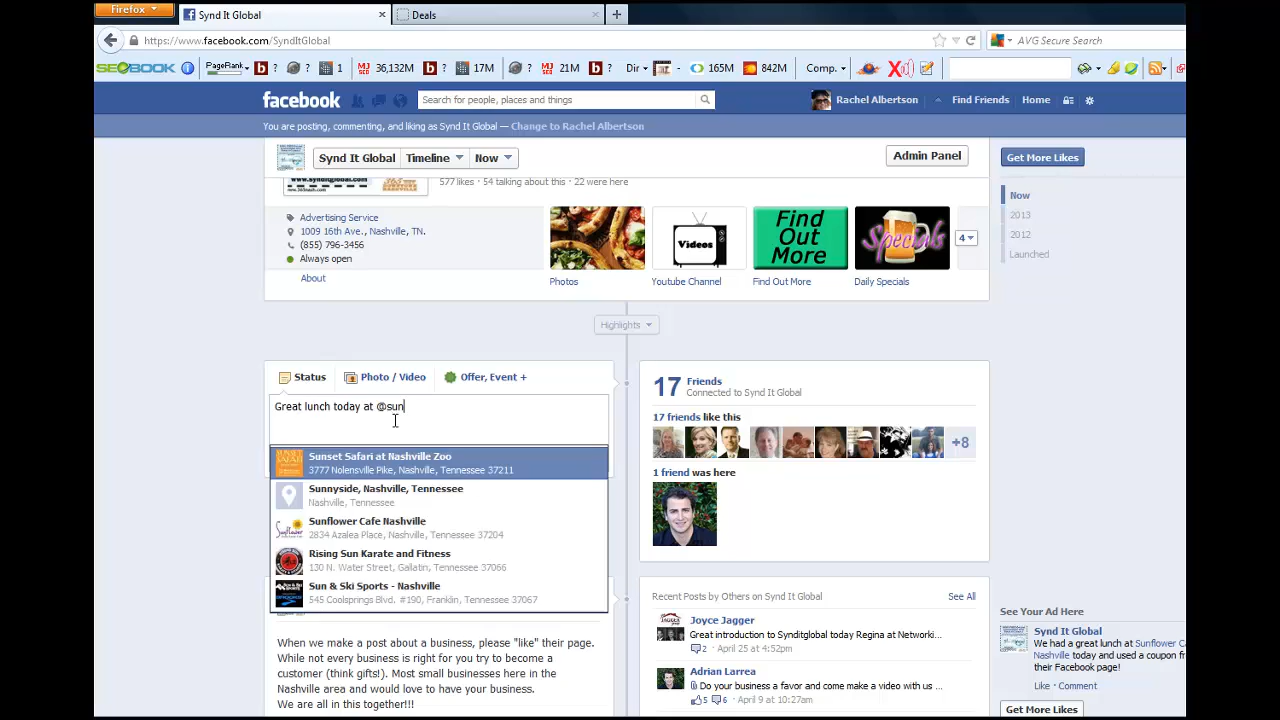 Firefox
Synd It Global
Deals
https://www.facebook.com/SyndItGlobal
AVG Secure Search
SEOBOOK
PageRank
1
36,132M
17M
21M
Dir
165M
842M
Comp.
facebook
Search for people, places and things
Rachel Albertson
Find Friends
Home
You are posting, commenting, and liking as Synd It Global — Change to Rachel Albertson
Synd It Global
Timeline
Now
Admin Panel
Get More Likes
www.synditglobal.com
577 likes · 54 talking about this · 22 were here
Now
2013
2012
Launched
Advertising Service
1009 16th Ave., Nashville, TN.
(855) 796-3456
Always open
About
Videos
Find
Out
More
Specials
4
Photos
Youtube Channel
Find Out More
Daily Specials
Highlights
Status
Photo / Video
Offer, Event +
Great lunch today at @sun
Sunset Safari at Nashville Zoo
3777 Nolensville Pike, Nashville, Tennessee 37211
Sunnyside, Nashville, Tennessee
Nashville, Tennessee
Sunflower Cafe Nashville
2834 Azalea Place, Nashville, Tennessee 37204
Rising Sun Karate and Fitness
130 N. Water Street, Gallatin, Tennessee 37066
Sun & Ski Sports - Nashville
545 Coolsprings Blvd. #190, Franklin, Tennessee 37067
When we make a post about a business, please "like" their page.
While not every business is right for you try to become a
customer (think gifts!). Most small businesses here in the
Nashville area and would love to have your business.
We are all in this together!!!
17
Friends
Connected to Synd It Global
17 friends like this
+8
1 friend was here
Recent Posts by Others on Synd It Global
See All
Joyce Jagger
Great introduction to Synditglobal today Regina at Networki...
2 · April 25 at 4:52pm
Adrian Larrea
Do your business a favor and come make a video with us ...
5 6 · April 9 at 10:27am
See Your Ad Here
Synd It Global
We had a great lunch at Sunflower C
Nashville today and used a coupon f
their Facebook page!
Like · Comment
Get More Likes